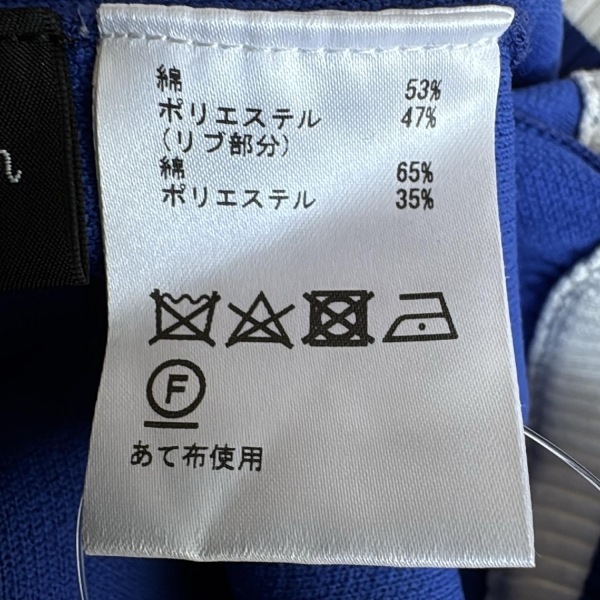 綿 53%
ポリエステル 47%
(リブ部分)
綿 65%
ポリエステル 35%
F
あて布使用